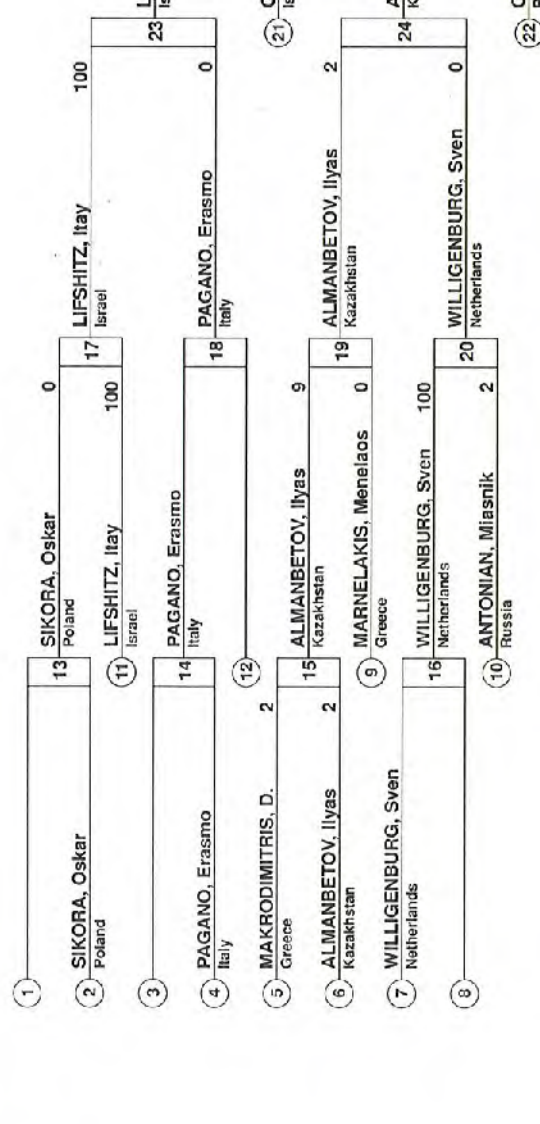 1
2 SIKORA, Oskar
Poland
3
4 PAGANO, Erasmo
Italy
5 MAKRODIMITRIS, D. 2
Greece
6 ALMANBETOV, Ilyas 2
Kazakhstan
7 WILLIGENBURG, Sven
Netherlands
8
13 SIKORA, Oskar 0
Poland
11 LIFSHITZ, Itay 100
Israel
14 PAGANO, Erasmo
Italy
12
15 ALMANBETOV, Ilyas 9
Kazakhstan
9 MARNELAKIS, Menelaos 0
Greece
16 WILLIGENBURG, Sven 100
Netherlands
10 ANTONIAN, Miasnik 2
Russia
17 LIFSHITZ, Itay 100
Israel
18 PAGANO, Erasmo 0
Italy
19 ALMANBETOV, Ilyas 2
Kazakhstan
20 WILLIGENBURG, Sven 0
Netherlands
23
21
24
22